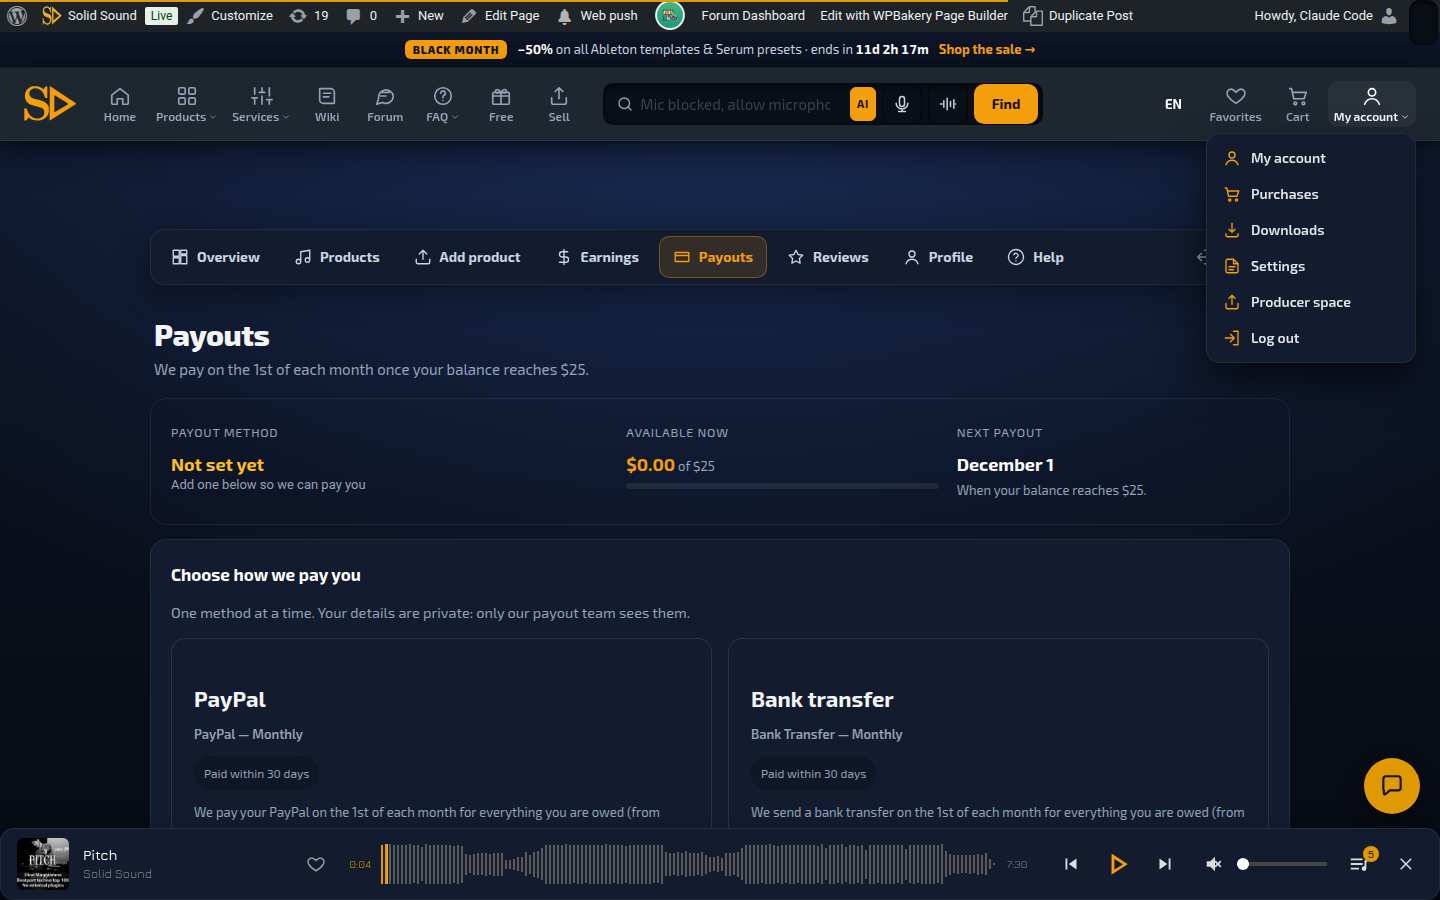 Solid Sound Live Customize 19 0 New Edit Page Web push Forum Dashboard Edit with WPBakery Page Builder Duplicate Post Howdy, Claude Code
BLACK MONTH −50% on all Ableton templates & Serum presets · ends in 11d 2h 17m Shop the sale →
Mic blocked, allow micropho AI Find EN
Home Products Services Wiki Forum FAQ Free Sell Favorites Cart My account
My account
Purchases
Downloads
Settings
Producer space
Log out
Overview Products Add product Earnings Payouts Reviews Profile Help
Payouts
We pay on the 1st of each month once your balance reaches $25.
PAYOUT METHOD
Not set yet
Add one below so we can pay you
AVAILABLE NOW
$0.00 of $25
NEXT PAYOUT
December 1
When your balance reaches $25.
Choose how we pay you
One method at a time. Your details are private: only our payout team sees them.
PayPal
PayPal — Monthly
Paid within 30 days
We pay your PayPal on the 1st of each month for everything you are owed (from
Bank transfer
Bank Transfer — Monthly
Paid within 30 days
We send a bank transfer on the 1st of each month for everything you are owed (from
PITCH
Pitch
Solid Sound
0:04
7:30
5